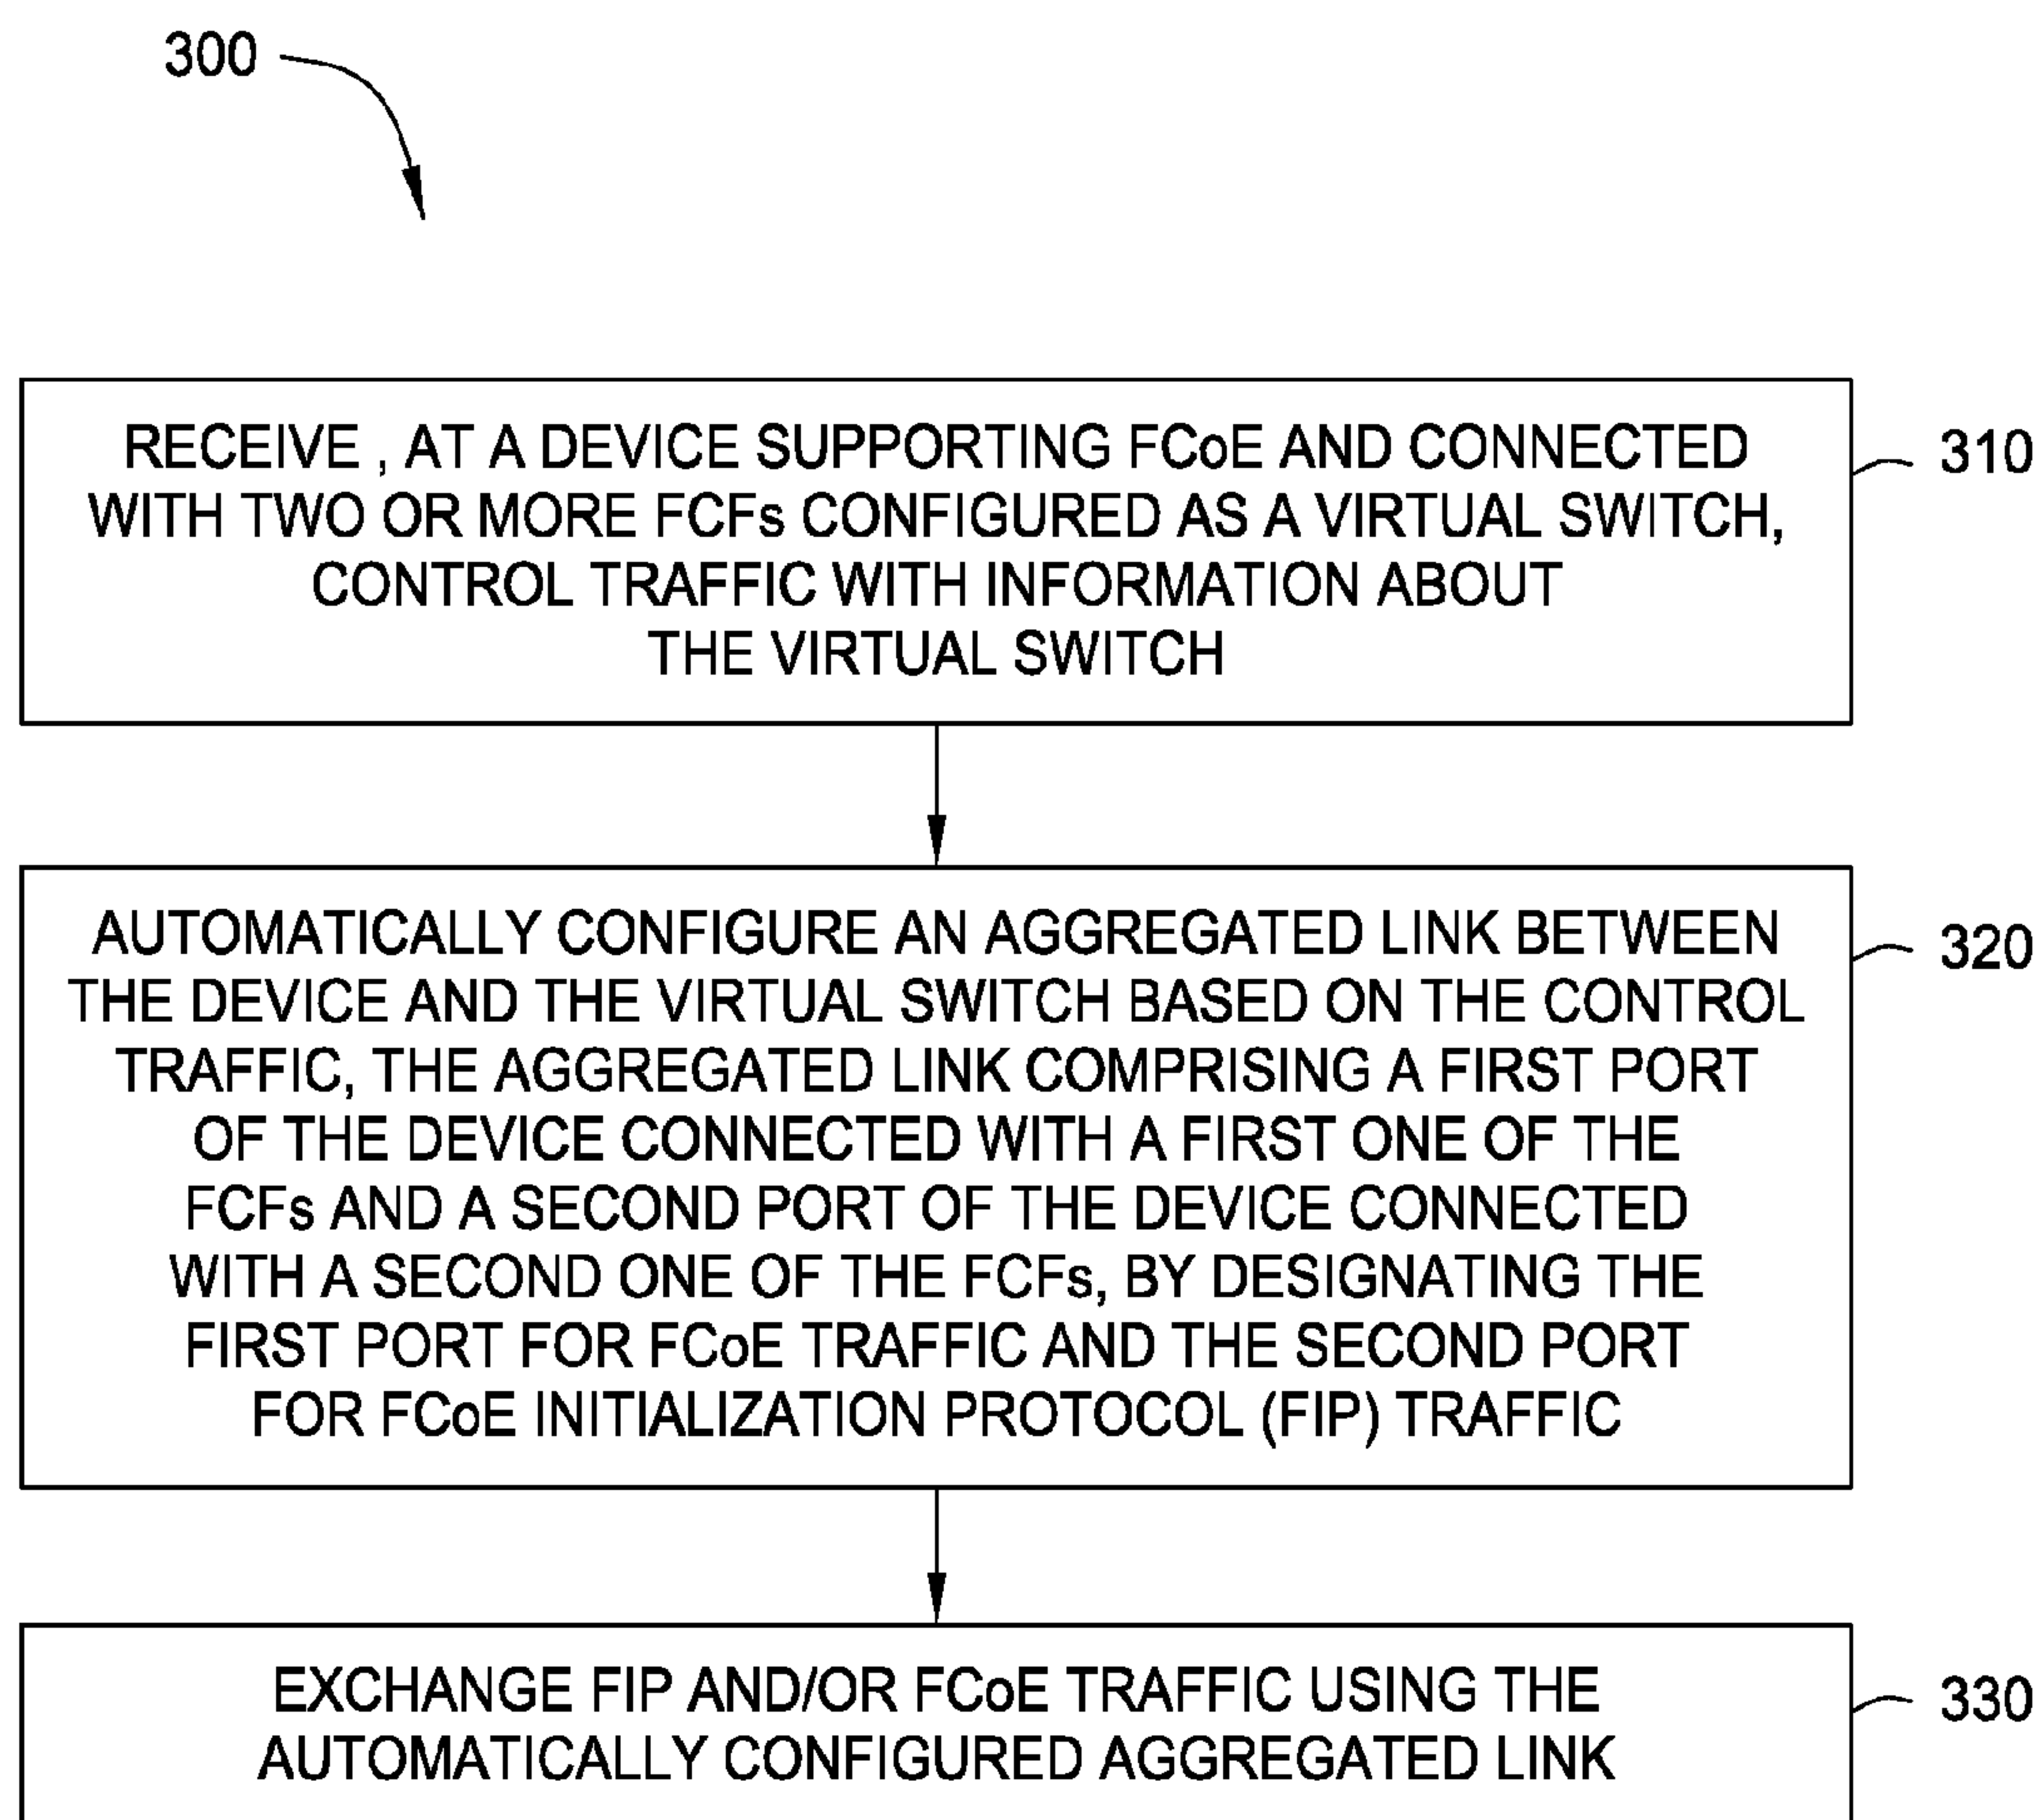 300
RECEIVE , AT A DEVICE SUPPORTING FCoE AND CONNECTED
WITH TWO OR MORE FCFs CONFIGURED AS A VIRTUAL SWITCH,
CONTROL TRAFFIC WITH INFORMATION ABOUT
THE VIRTUAL SWITCH
310
AUTOMATICALLY CONFIGURE AN AGGREGATED LINK BETWEEN
THE DEVICE AND THE VIRTUAL SWITCH BASED ON THE CONTROL
TRAFFIC, THE AGGREGATED LINK COMPRISING A FIRST PORT
OF THE DEVICE CONNECTED WITH A FIRST ONE OF THE
FCFs AND A SECOND PORT OF THE DEVICE CONNECTED
WITH A SECOND ONE OF THE FCFs, BY DESIGNATING THE
FIRST PORT FOR FCoE TRAFFIC AND THE SECOND PORT
FOR FCoE INITIALIZATION PROTOCOL (FIP) TRAFFIC
320
EXCHANGE FIP AND/OR FCoE TRAFFIC USING THE
AUTOMATICALLY CONFIGURED AGGREGATED LINK
330